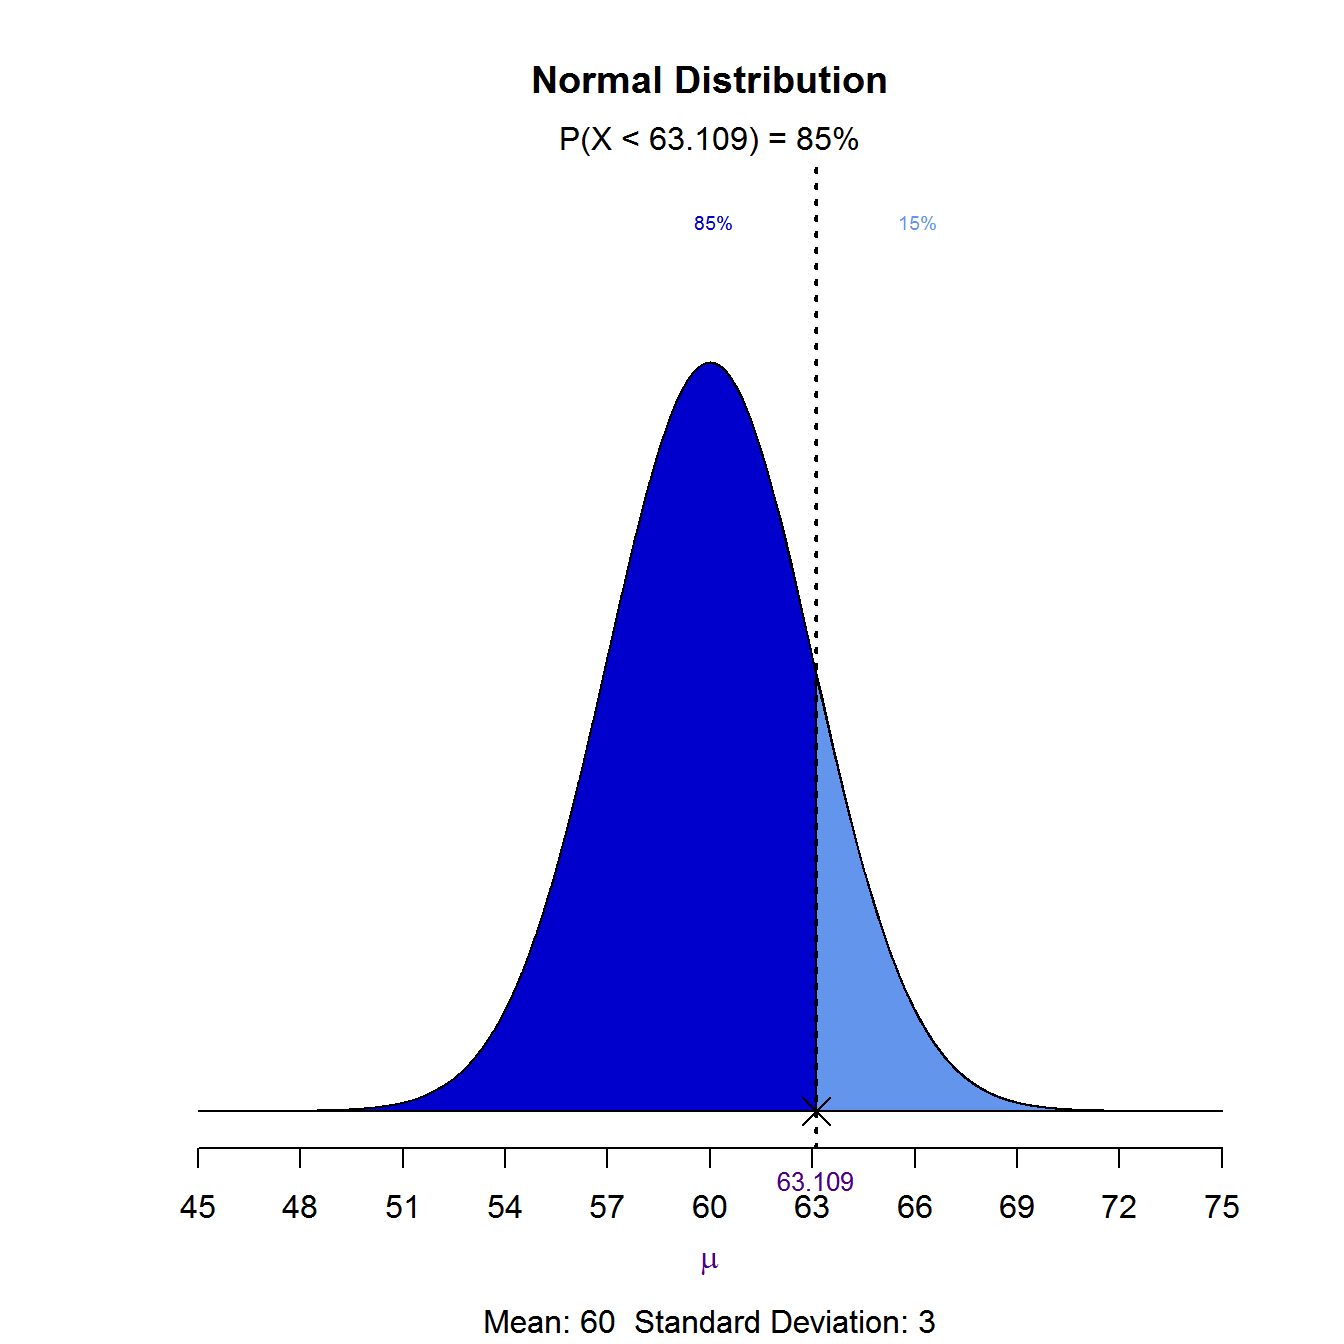 Normal Distribution
P(X < 63.109) = 85%
85% 15%
63.109
45 48 51 54 57 60 63 66 69 72 75
μ
Mean: 60  Standard Deviation: 3